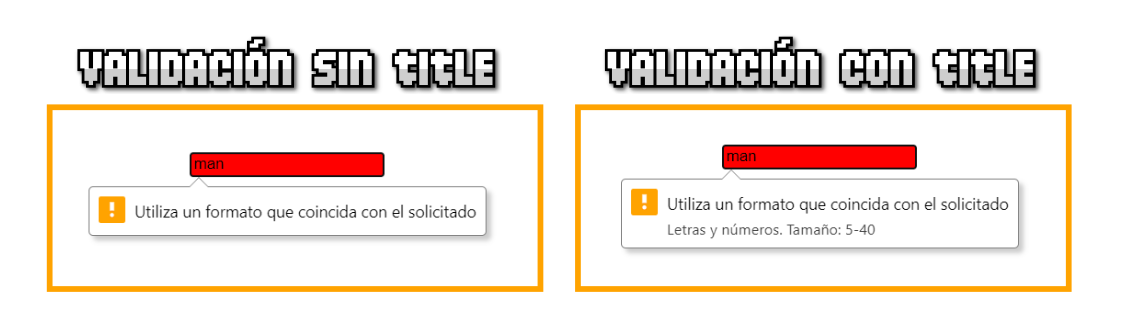 VALIDACIÓN SIN TITLE
man
Utiliza un formato que coincida con el solicitado
VALIDACIÓN CON TITLE
man
Utiliza un formato que coincida con el solicitado
Letras y números. Tamaño: 5-40